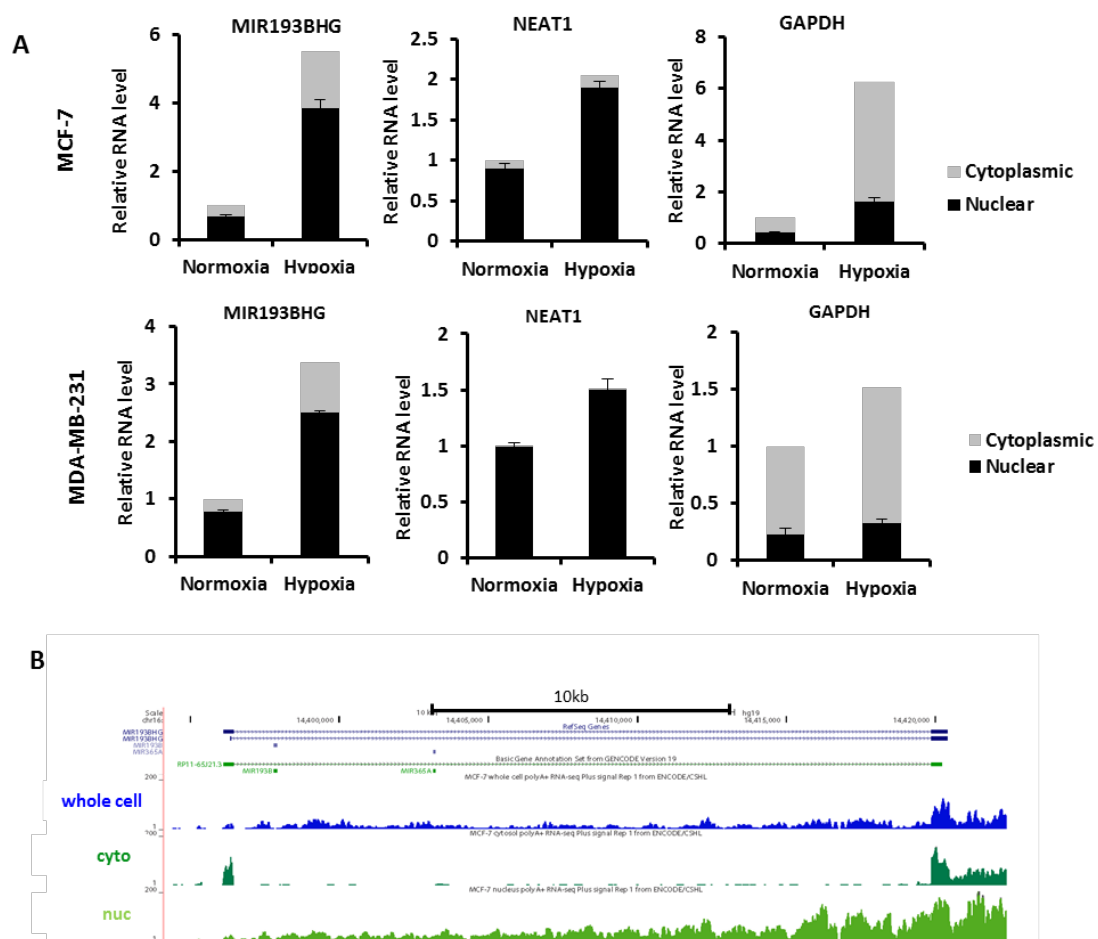 A
MCF-7
MIR193BHG
Relative RNA level
6
4
2
0
Normoxia Hypoxia
NEAT1
Relative RNA level
2.5
2
1.5
1
0.5
0
Normoxia Hypoxia
GAPDH
Relative RNA level
8
6
4
2
0
Normoxia Hypoxia
Cytoplasmic
Nuclear
MDA-MB-231
MIR193BHG
Relative RNA level
4
3
2
1
0
Normoxia Hypoxia
NEAT1
Relative RNA level
2
1.5
1
0.5
0
Normoxia Hypoxia
GAPDH
Relative RNA level
2
1.5
1
0.5
0
Normoxia Hypoxia
Cytoplasmic
Nuclear
B
10kb
Scale 10 hg19
chr16: 14,400,000 14,405,000 14,410,000 14,415,000 14,420,000
RefSeq Genes
MIR193BHG
MIR193BHG
MIR193B
MIR365A
Basic Gene Annotation Set from GENCODE Version 19
RP11-65J21.3
MIR193B MIR365A
MCF-7 whole cell polyA+ RNA-seq Plus signal Rep 1 from ENCODE/CSHL
200
whole cell
1
MCF-7 cytosol polyA+ RNA-seq Plus signal Rep 1 from ENCODE/CSHL
200
cyto
1
MCF-7 nucleus polyA+ RNA-seq Plus signal Rep 1 from ENCODE/CSHL
200
nuc
1